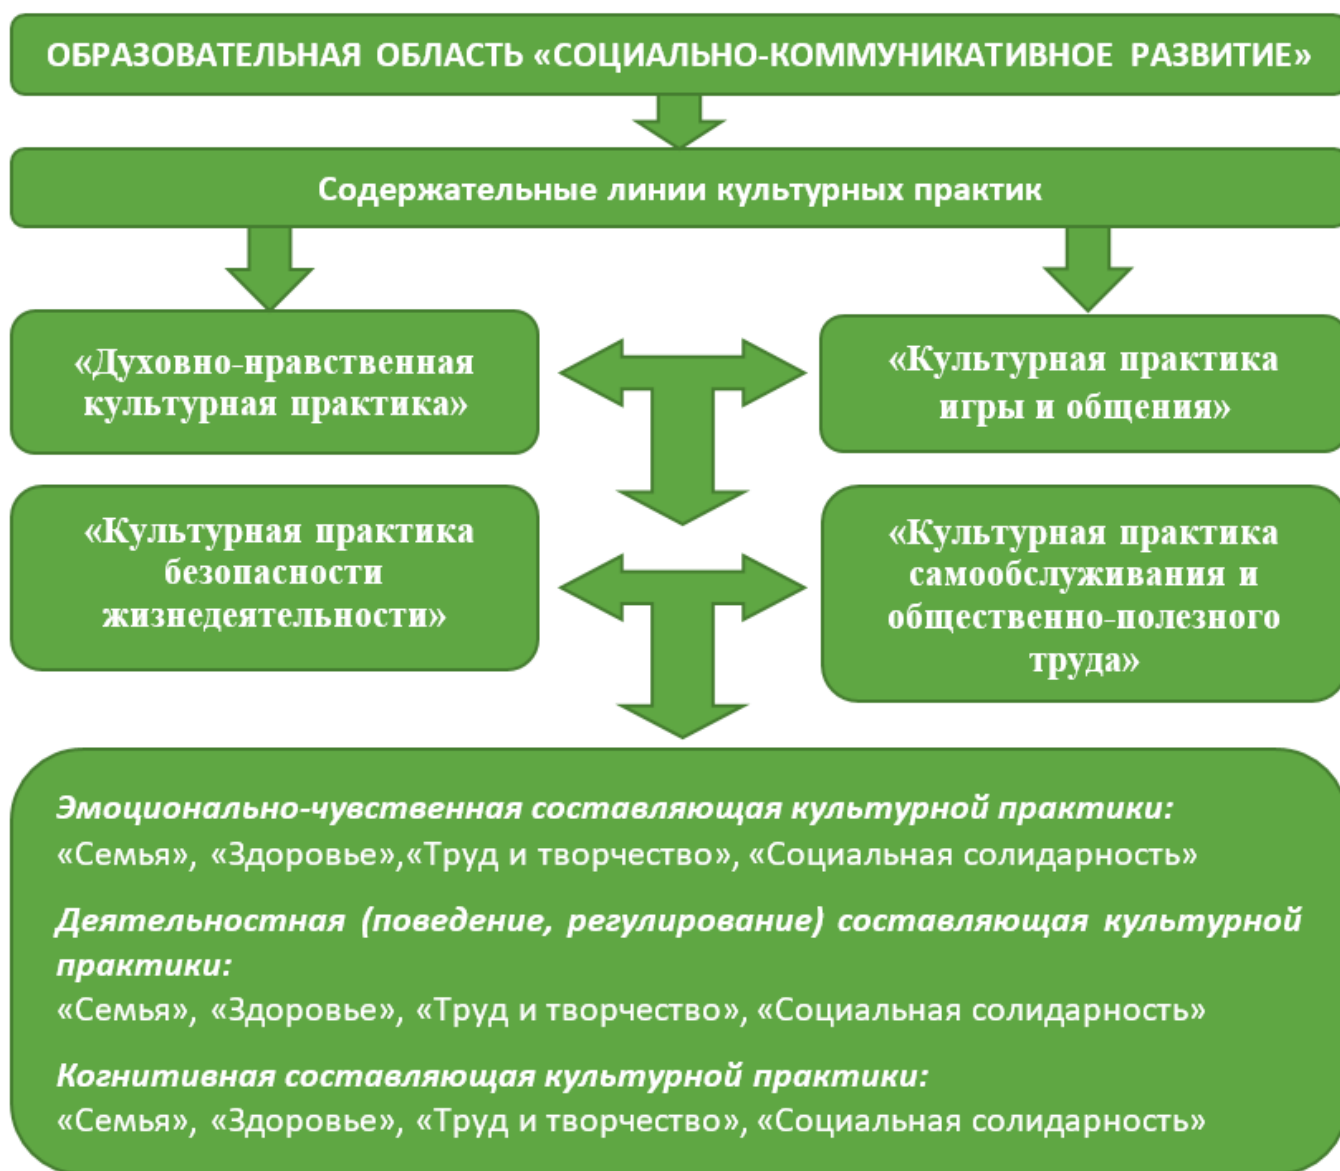 ОБРАЗОВАТЕЛЬНАЯ ОБЛАСТЬ «СОЦИАЛЬНО-КОММУНИКАТИВНОЕ РАЗВИТИЕ»
Содержательные линии культурных практик
«Духовно-нравственная
культурная практика»
«Культурная практика
игры и общения»
«Культурная практика
безопасности
жизнедеятельности»
«Культурная практика
самообслуживания и
общественно-полезного
труда»
Эмоционально-чувственная составляющая культурной практики:
«Семья», «Здоровье»,«Труд и творчество», «Социальная солидарность»
Деятельностная (поведение, регулирование) составляющая культурной
практики:
«Семья», «Здоровье», «Труд и творчество», «Социальная солидарность»
Когнитивная составляющая культурной практики:
«Семья», «Здоровье», «Труд и творчество», «Социальная солидарность»